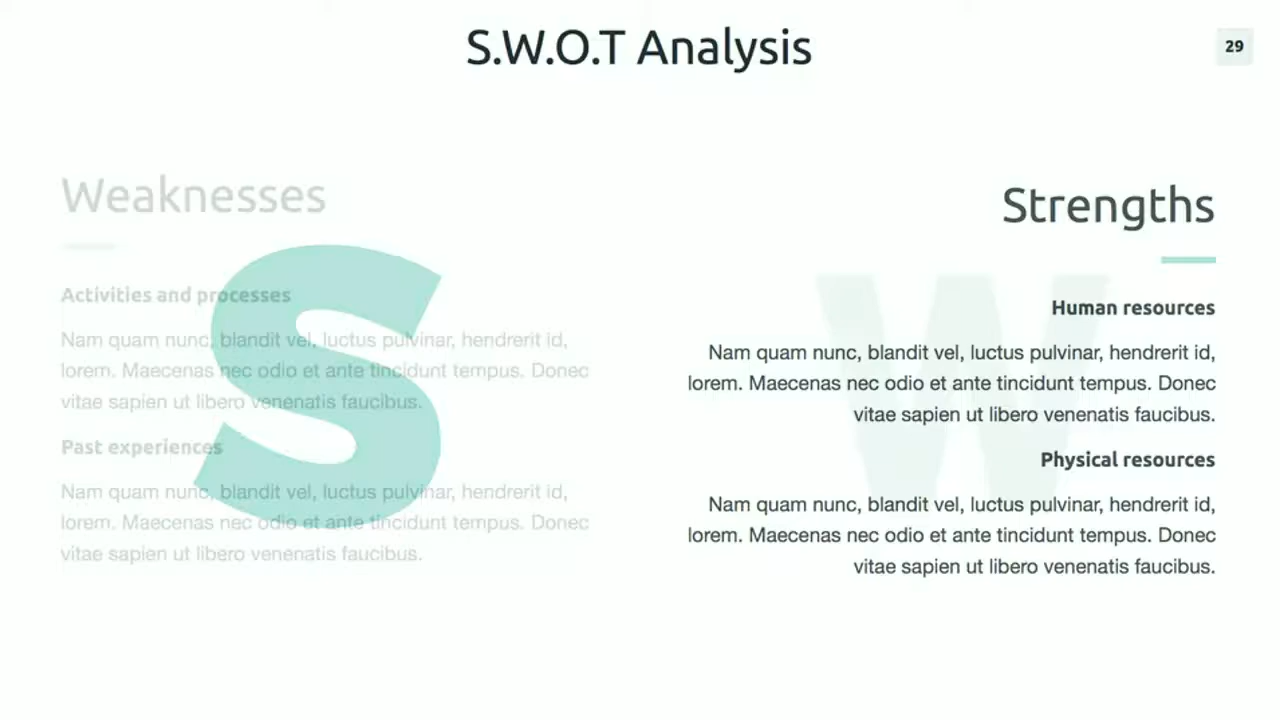 S.W.O.T Analysis
29
Weaknesses
S
Activities and processes
Nam quam nunc, blandit vel, luctus pulvinar, hendrerit id,
lorem. Maecenas nec odio et ante tincidunt tempus. Donec
vitae sapien ut libero venenatis faucibus.
Past experiences
Nam quam nunc, blandit vel, luctus pulvinar, hendrerit id,
lorem. Maecenas nec odio et ante tincidunt tempus. Donec
vitae sapien ut libero venenatis faucibus.
Strengths
W
Human resources
Nam quam nunc, blandit vel, luctus pulvinar, hendrerit id,
lorem. Maecenas nec odio et ante tincidunt tempus. Donec
vitae sapien ut libero venenatis faucibus.
Physical resources
Nam quam nunc, blandit vel, luctus pulvinar, hendrerit id,
lorem. Maecenas nec odio et ante tincidunt tempus. Donec
vitae sapien ut libero venenatis faucibus.